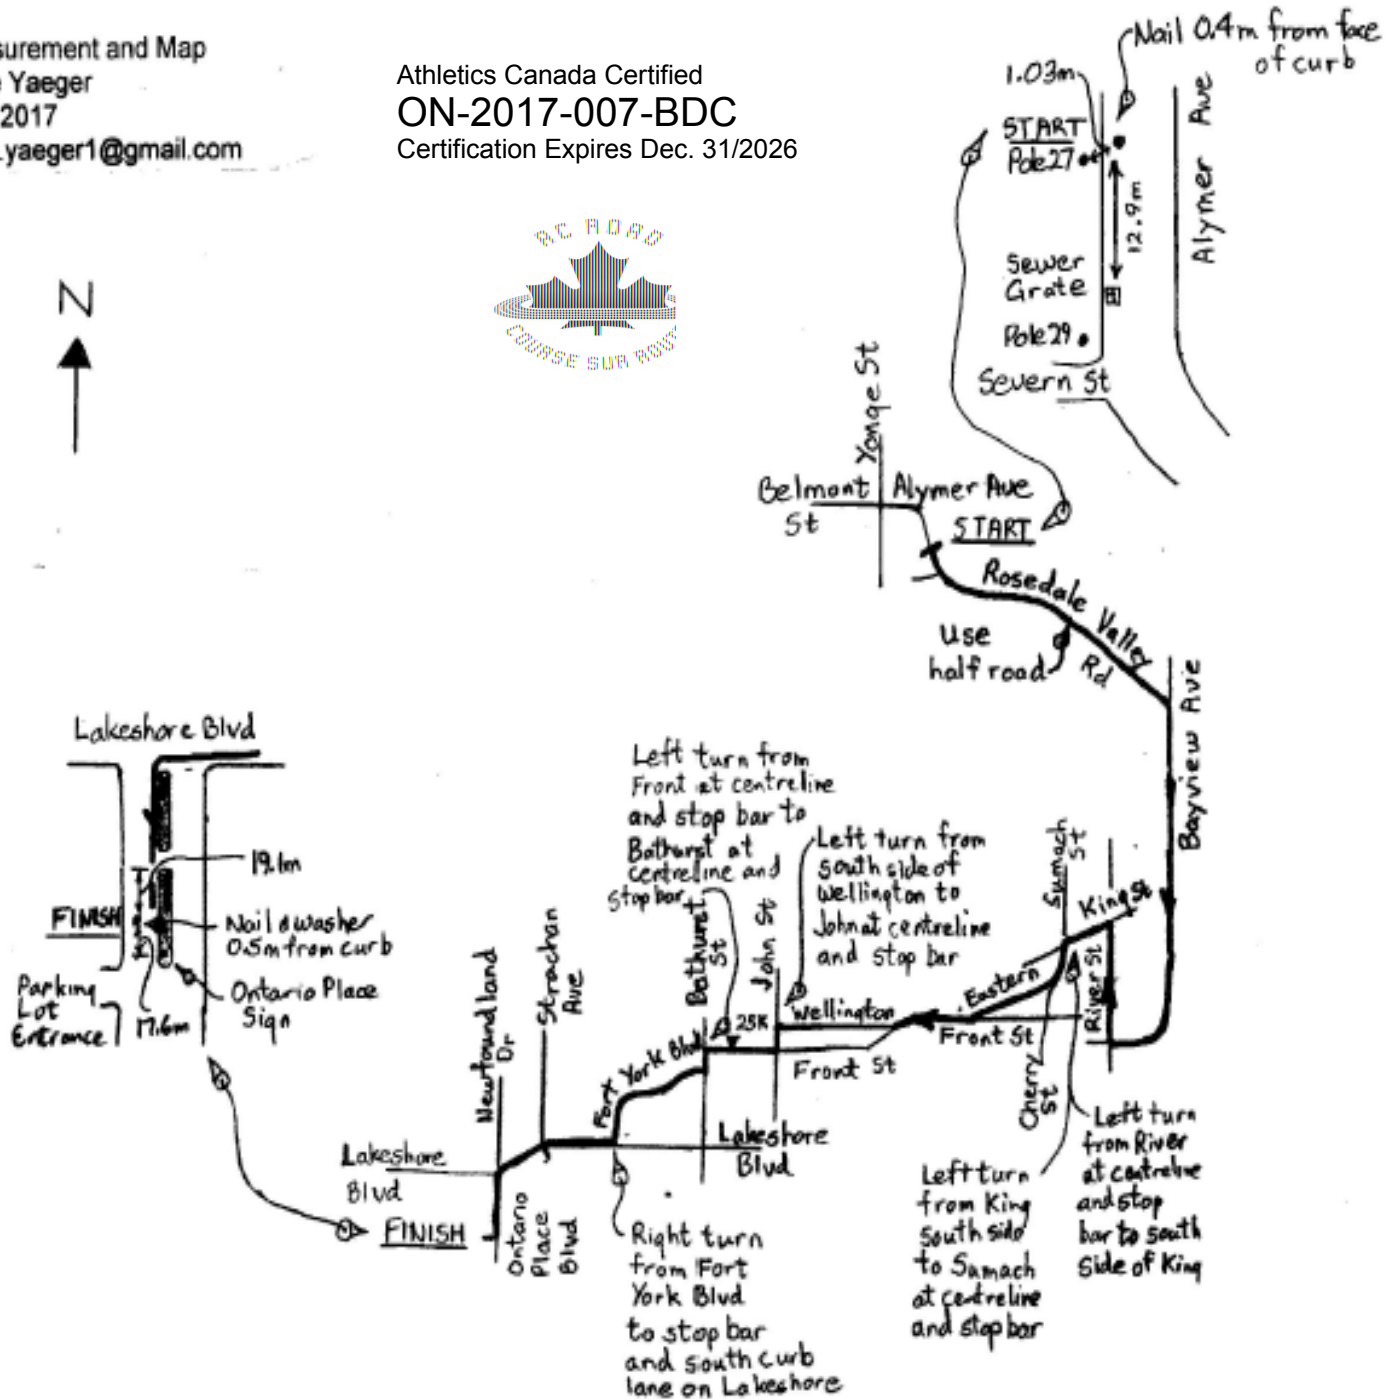 surement and Map
Yaeger
2017
.yaeger1@gmail.com
Athletics Canada Certified
ON-2017-007-BDC
Certification Expires Dec. 31/2026
AC ROAD
COURSE SUR ROU
N
Nail 0.4m from face
of curb
1.03m
START
Pole 27
12.9m
Alymer Ave
Sewer
Grate
Pole 29
Severn St
Yonge St
Belmont
St
Alymer Ave
START
Rosedale Valley
Rd
Use
half road
Bayview Ave
Lakeshore Blvd
19.1m
FINISH
Nail & washer
0.5m from curb
Parking
Lot
Entrance
17.6m
Ontario Place
Sign
Left turn from
Front at centreline
and stop bar to
Bathurst at
centreline and
stop bar
Bathurst
St
John St
Left turn from
south side of
Wellington to
John at centreline
and stop bar
Sumach
St
King St
River St
Eastern
Wellington
Front St
25K
Front St
Cherry
St
Fort York Blvd
Strachan
Ave
Newfoundland
Dr
Lakeshore
Blvd
Lakeshore
Blvd
FINISH
Ontario
Place
Blvd
Right turn
from Fort
York Blvd
to stop bar
and south curb
lane on Lakeshore
Left turn
from King
South side
to Sumach
at centreline
and stop bar
Left turn
from River
at centreline
and stop
bar to south
Side of King